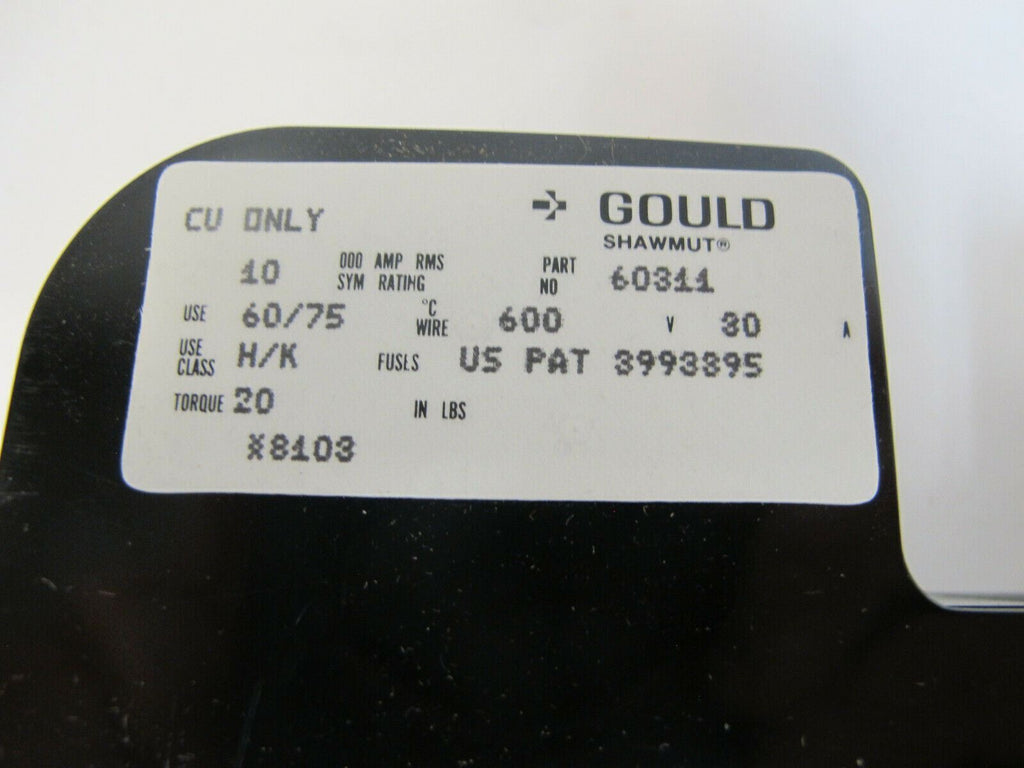 CU ONLY
GOULD
SHAWMUT®
10 000 AMP RMS SYM RATING PART NO 60311
USE 60/75 °C WIRE 600 V 30 A
USE CLASS H/K FUSES US PAT 3993395
TORQUE 20 IN LBS
*8103